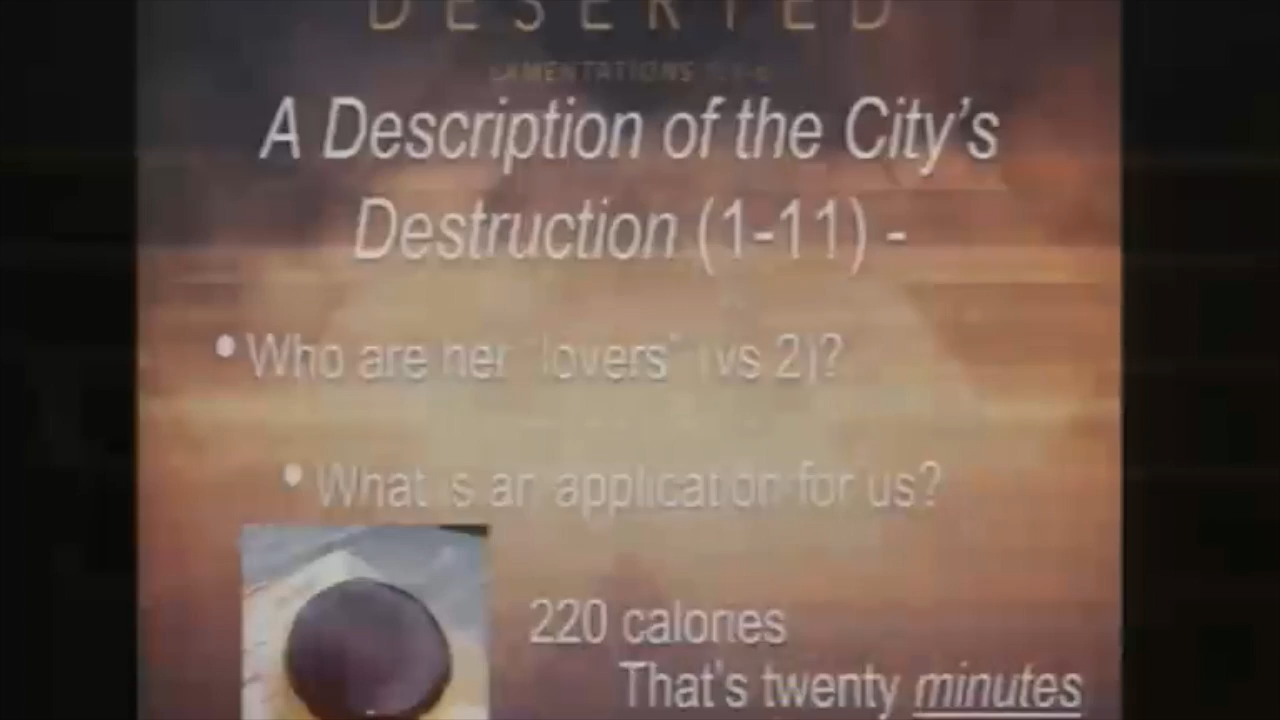 DESERTED
LAMENTATIONS
A Description of the City's
Destruction (1-11) -
• Who are her "lovers" (vs 2)?
• What is an application for us?
220 calories
That's twenty minutes